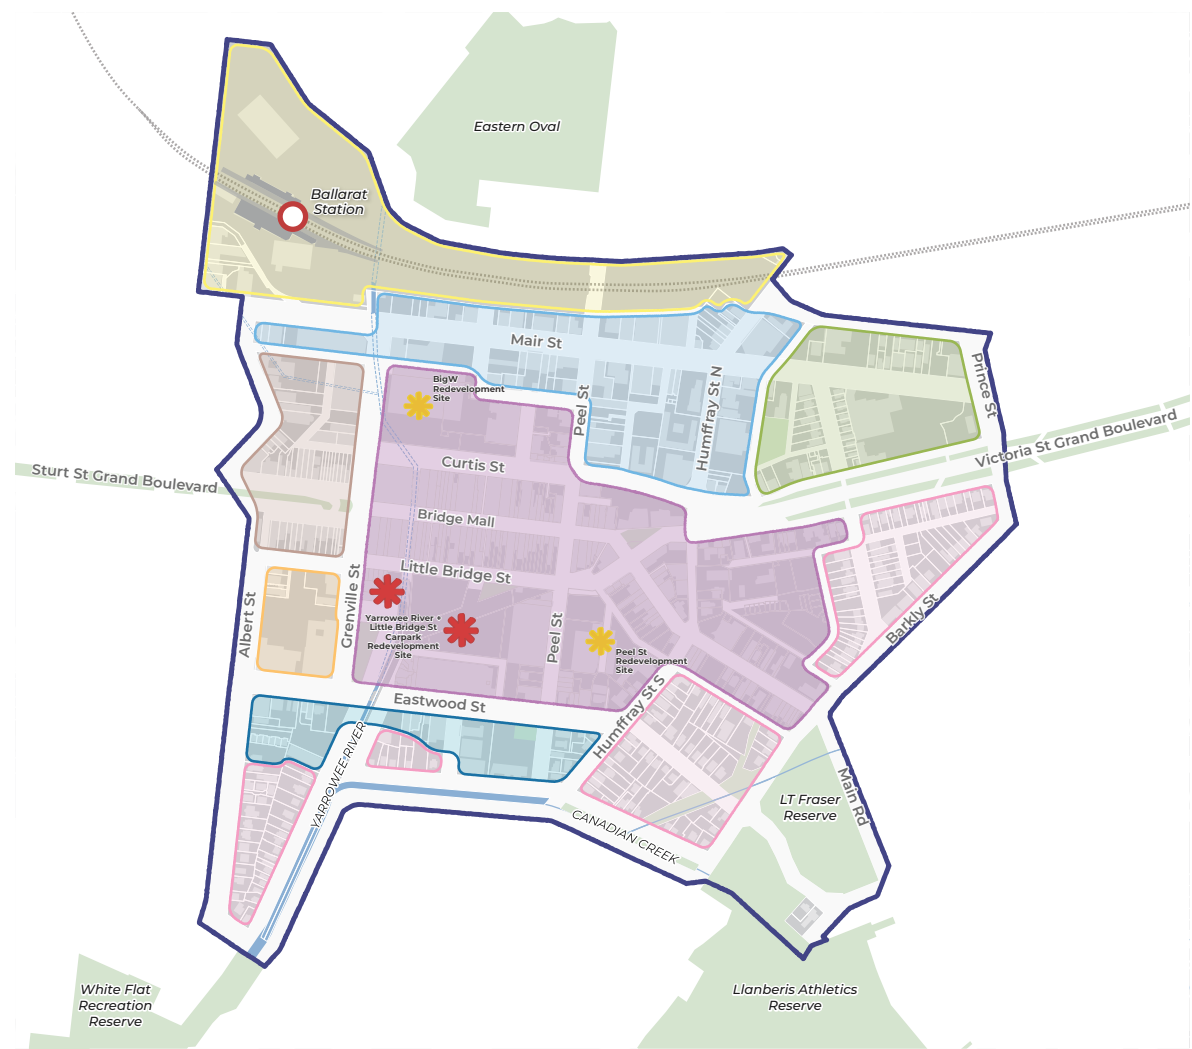 Eastern Oval
Ballarat
Station
Mair St
Prince St
BigW
Redevelopment
Site
Peel St
Humffray St N
Victoria St Grand Boulevard
Curtis St
Sturt St Grand Boulevard
Bridge Mall
Little Bridge St
Albert St
Grenville St
Yarrowee River +
Little Bridge St
Carpark
Redevelopment
Site
Peel St
Peel St
Redevelopment
Site
Barkly St
Eastwood St
Humffray St S
YARROWEE RIVER
Main Rd
LT Fraser
Reserve
CANADIAN CREEK
White Flat
Recreation
Reserve
Llanberis Athletics
Reserve